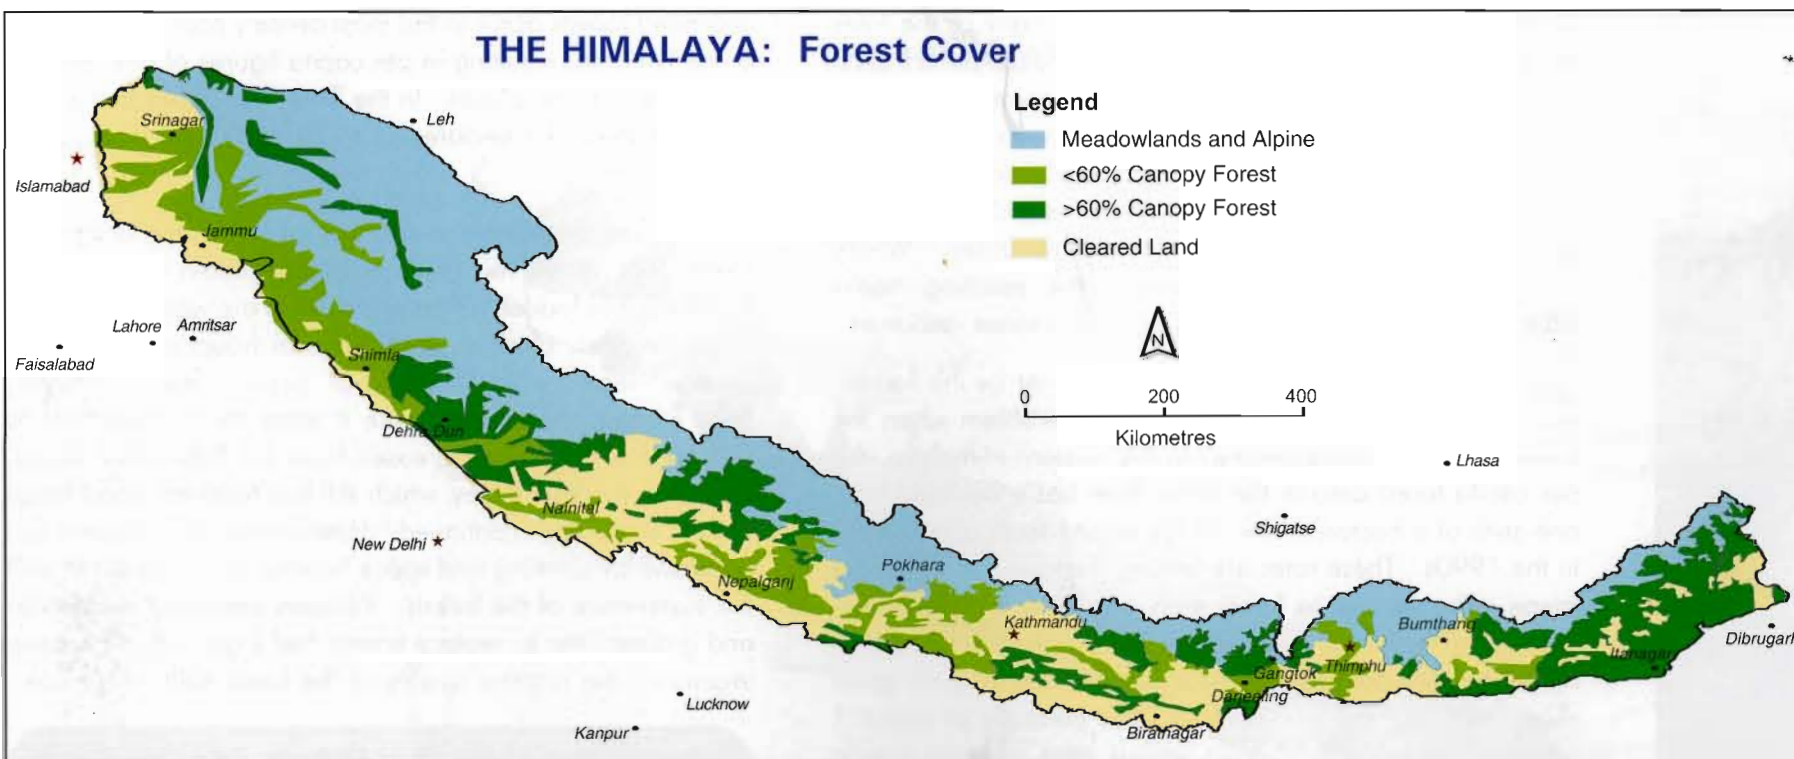 THE HIMALAYA: Forest Cover
Legend
Meadowlands and Alpine
<60% Canopy Forest
>60% Canopy Forest
Cleared Land
N
0 200 400
Kilometres
Srinagar
Leh
Islamabad
Jammu
Lahore
Amritsar
Faisalabad
Shimla
Dehra Dun
Nainital
New Delhi
Nepalganj
Pokhara
Kathmandu
Lhasa
Shigatse
Bumthang
Thimphu
Gangtok
Darjeeling
Biratnagar
Itanagar
Dibrugarh
Lucknow
Kanpur